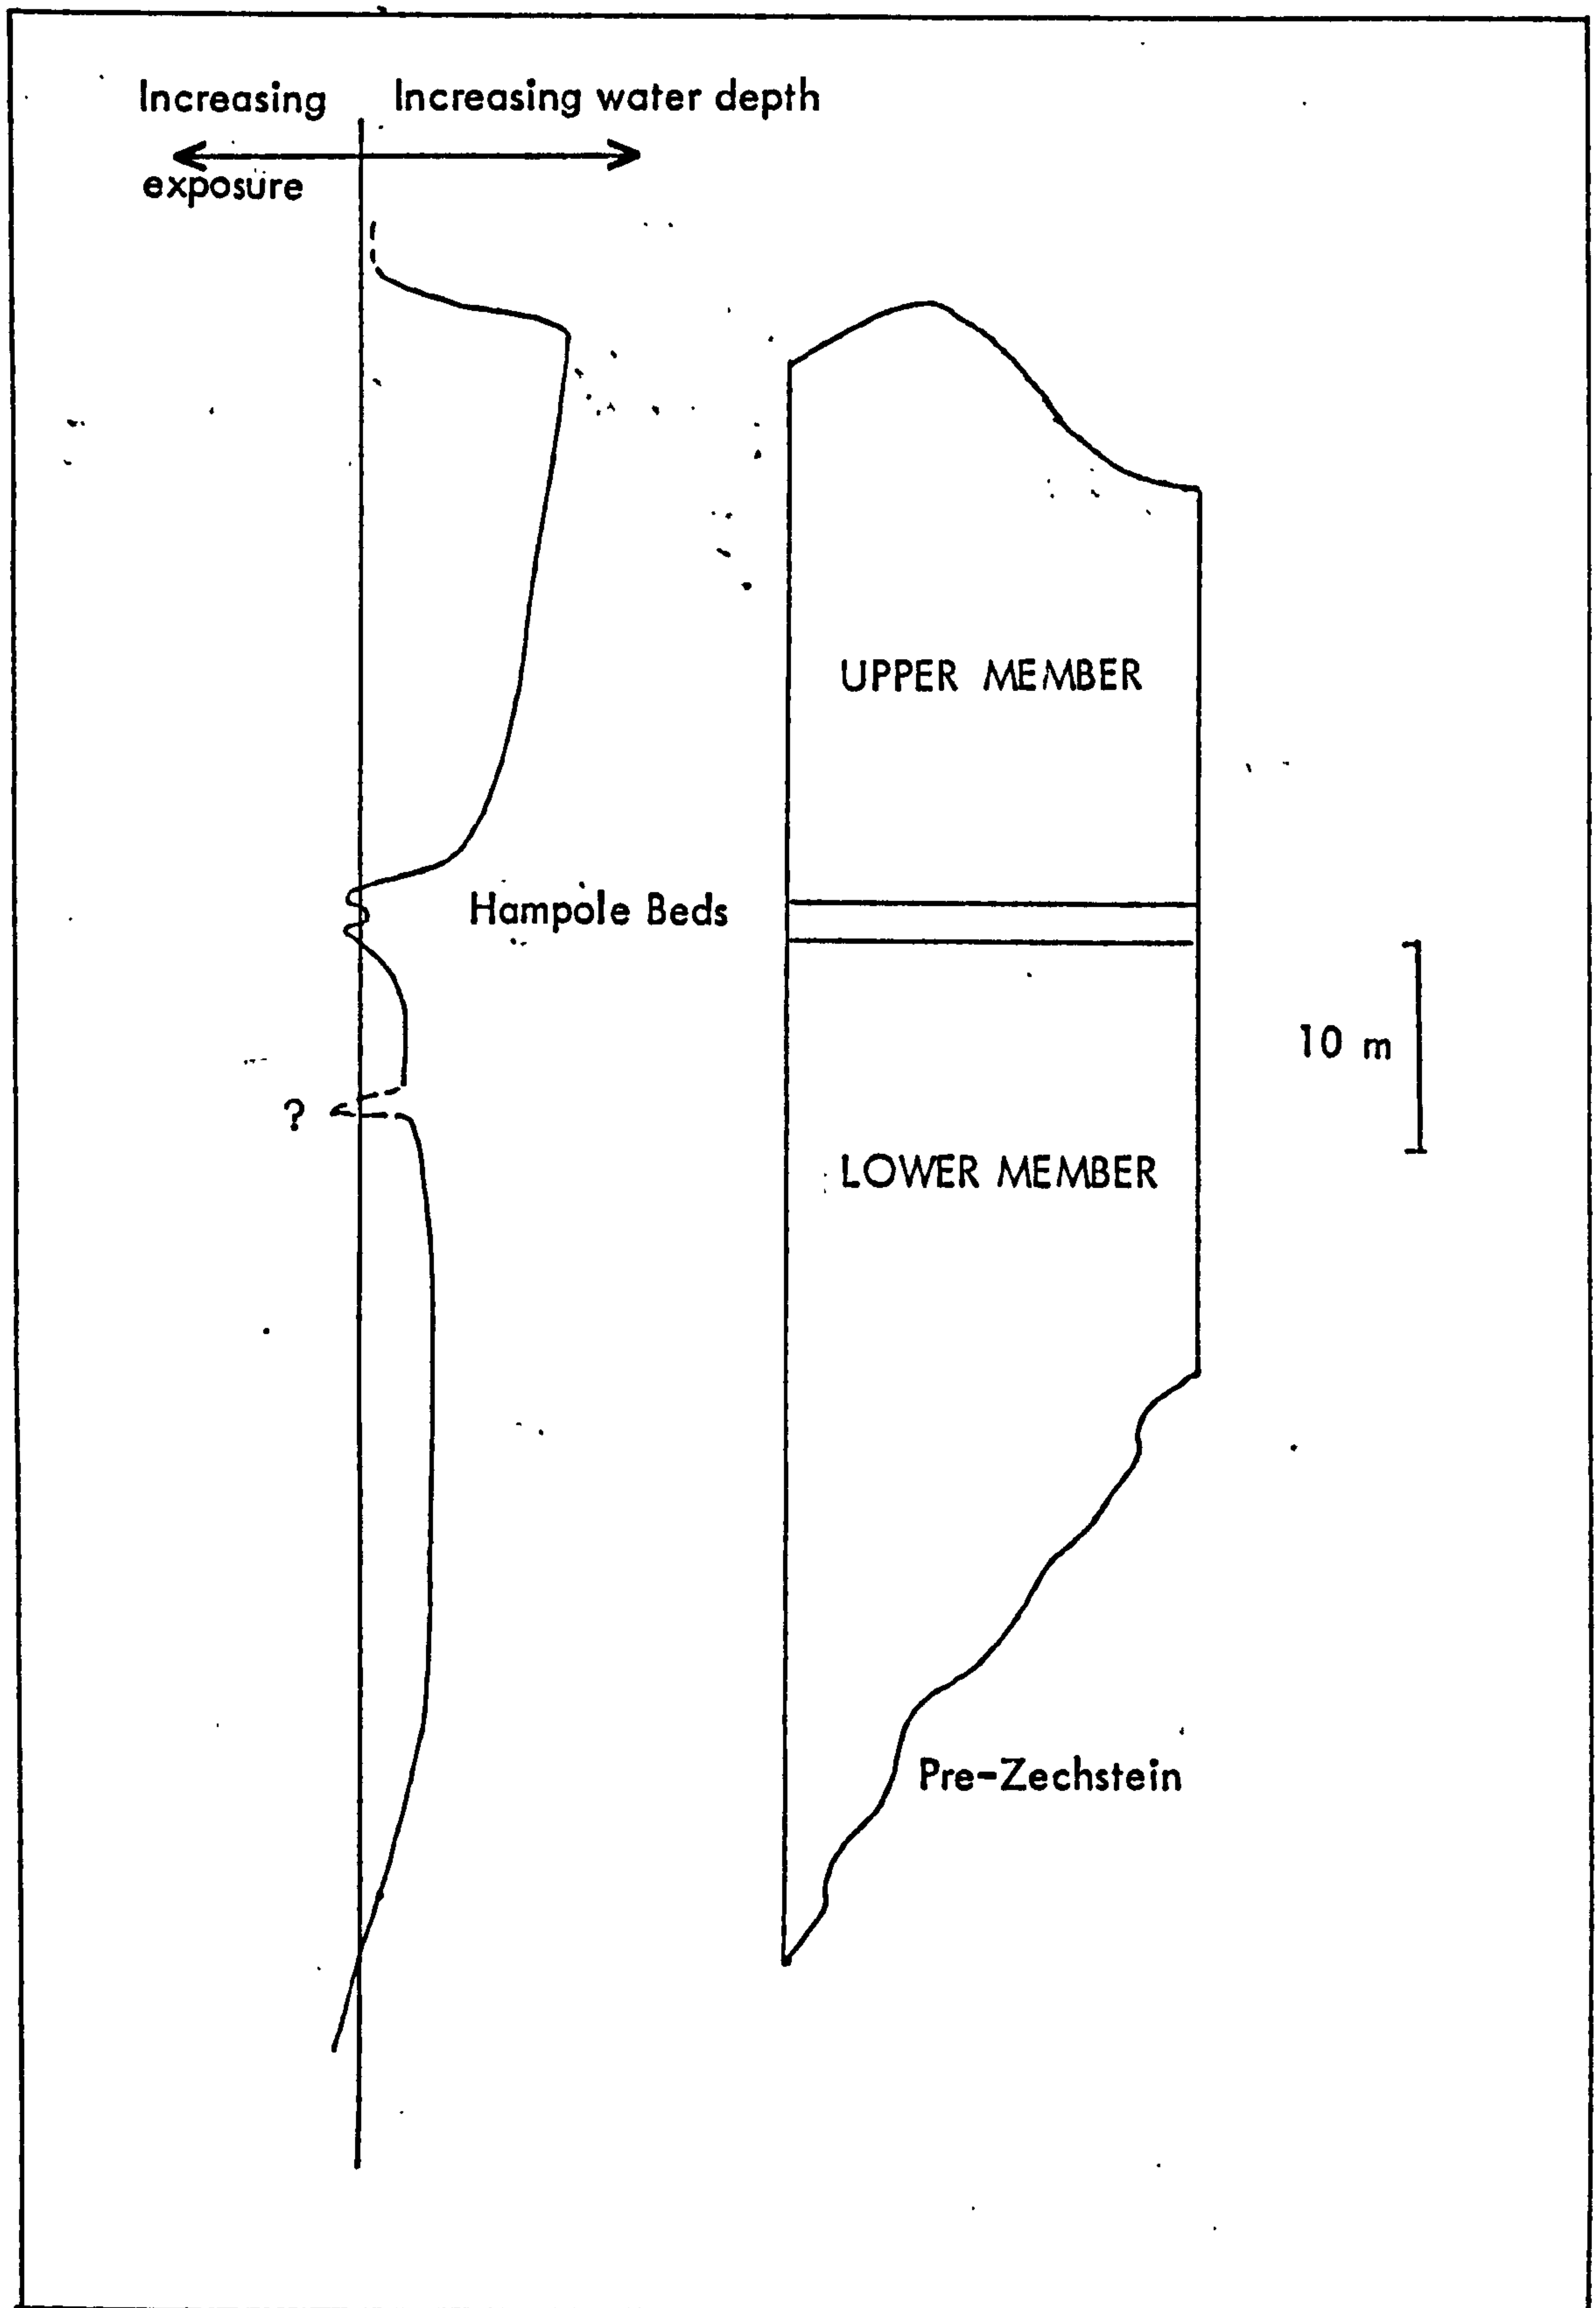 Increasing
exposure
Increasing water depth
UPPER MEMBER
Hampole Beds
10 m
?
LOWER MEMBER
Pre-Zechstein